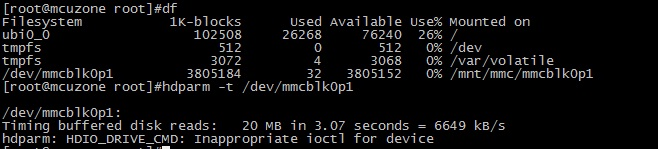 [root@mcuzone root]#df
Filesystem 1K-blocks Used Available Use% Mounted on
ubi0_0 102508 26268 76240 26% /
tmpfs 512 0 512 0% /dev
tmpfs 3072 4 3068 0% /var/volatile
/dev/mmcblk0p1 3805184 32 3805152 0% /mnt/mmc/mmcblk0p1
[root@mcuzone root]#hdparm -t /dev/mmcblk0p1
/dev/mmcblk0p1:
Timing buffered disk reads: 20 MB in 3.07 seconds = 6649 kB/s
hdparm: HDIO_DRIVE_CMD: Inappropriate ioctl for device
[root@mcuzone root]#